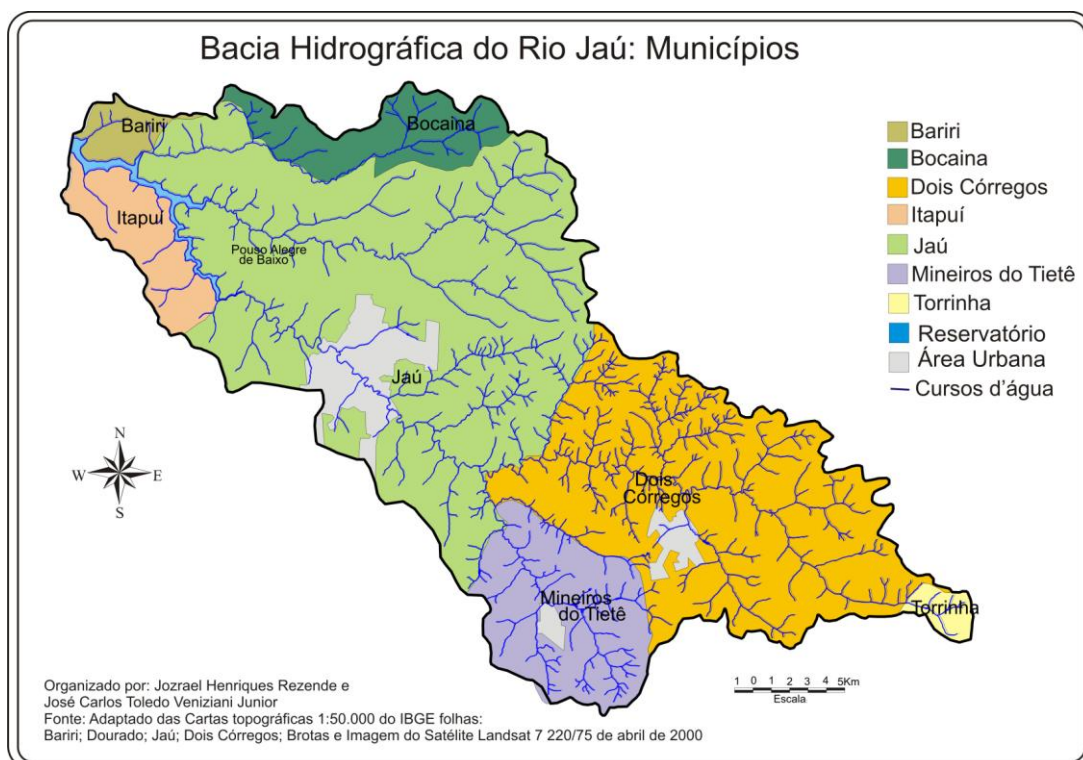 Bacia Hidrográfica do Rio Jaú: Municípios
Bariri
Bocaina
Itapuí
Pouso Alegre
de Baixo
Jaú
Dois
Córregos
Mineiros
do Tietê
Torrinha
Bariri
Bocaina
Dois Córregos
Itapuí
Jaú
Mineiros do Tietê
Torrinha
Reservatório
Área Urbana
Cursos d'água
N
W E
S
1 0 1 2 3 4 5Km
Escala
Organizado por: Jozrael Henriques Rezende e
José Carlos Toledo Veniziani Junior
Fonte: Adaptado das Cartas topográficas 1:50.000 do IBGE folhas:
Bariri; Dourado; Jaú; Dois Córregos; Brotas e Imagem do Satélite Landsat 7 220/75 de abril de 2000